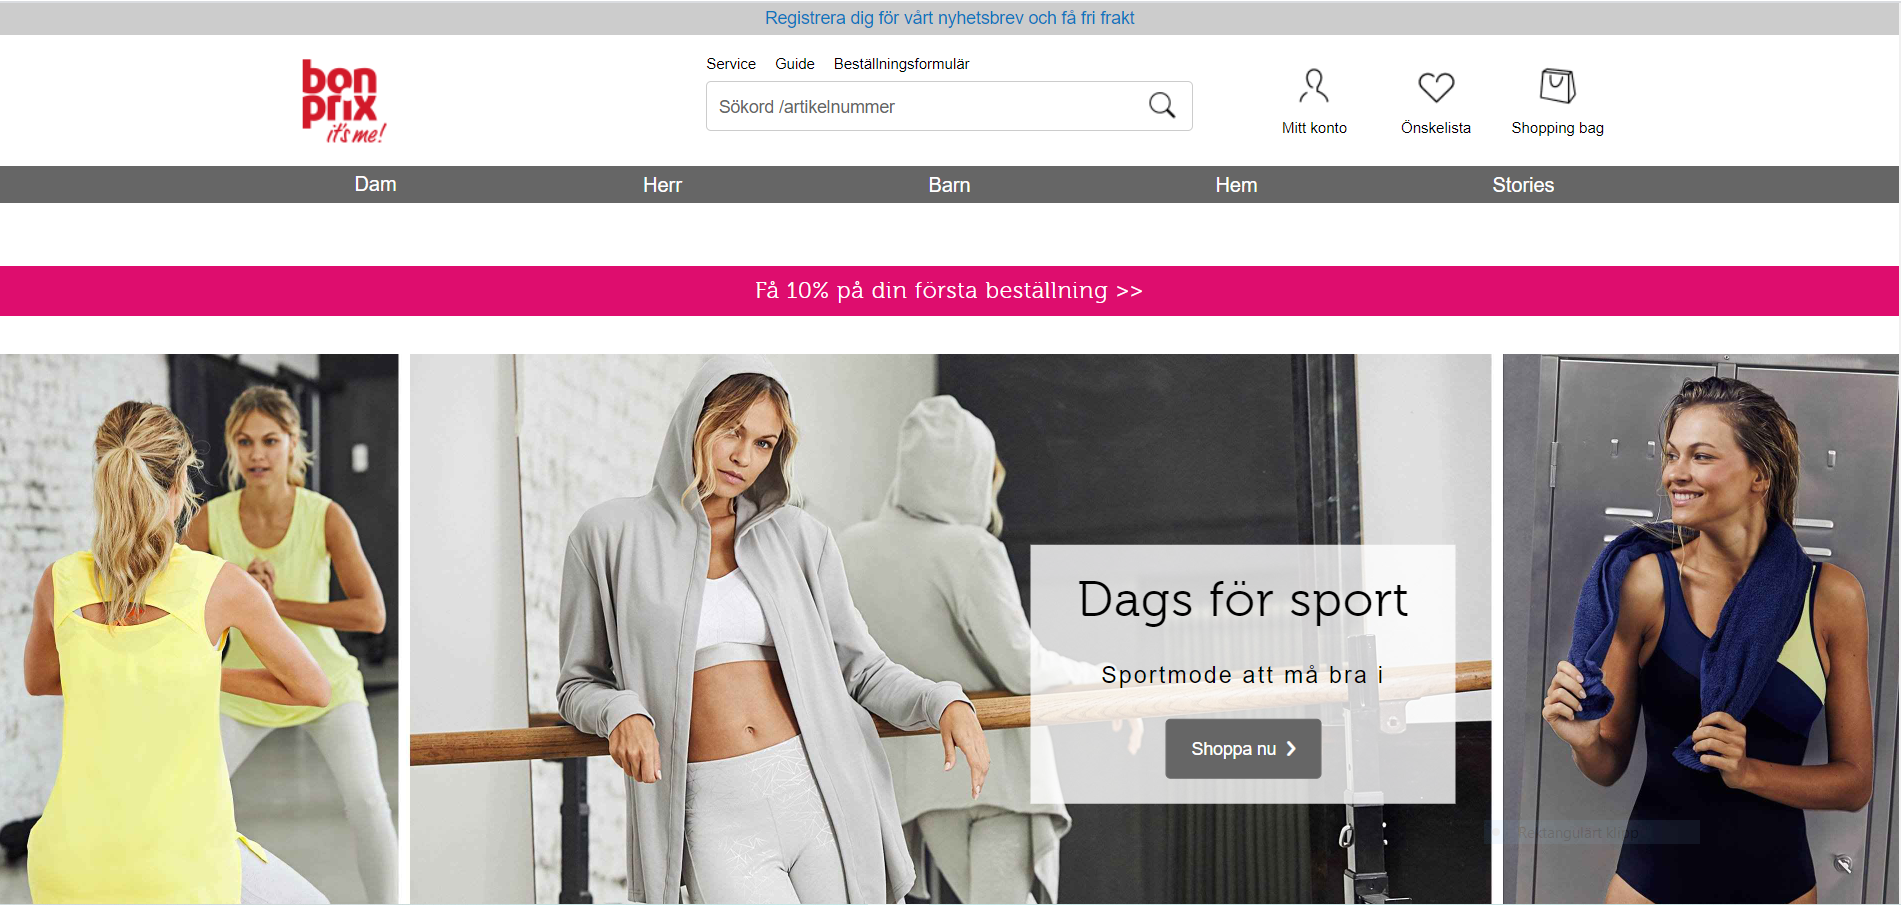 Registrera dig för vårt nyhetsbrev och få fri frakt
bon
prix
it's me!
Service Guide Beställningsformulär
Sökord /artikelnummer
Mitt konto Önskelista Shopping bag
Dam Herr Barn Hem Stories
Få 10% på din första beställning >>
Dags för sport
Sportmode att må bra i
Shoppa nu
Rektangulärt klipp